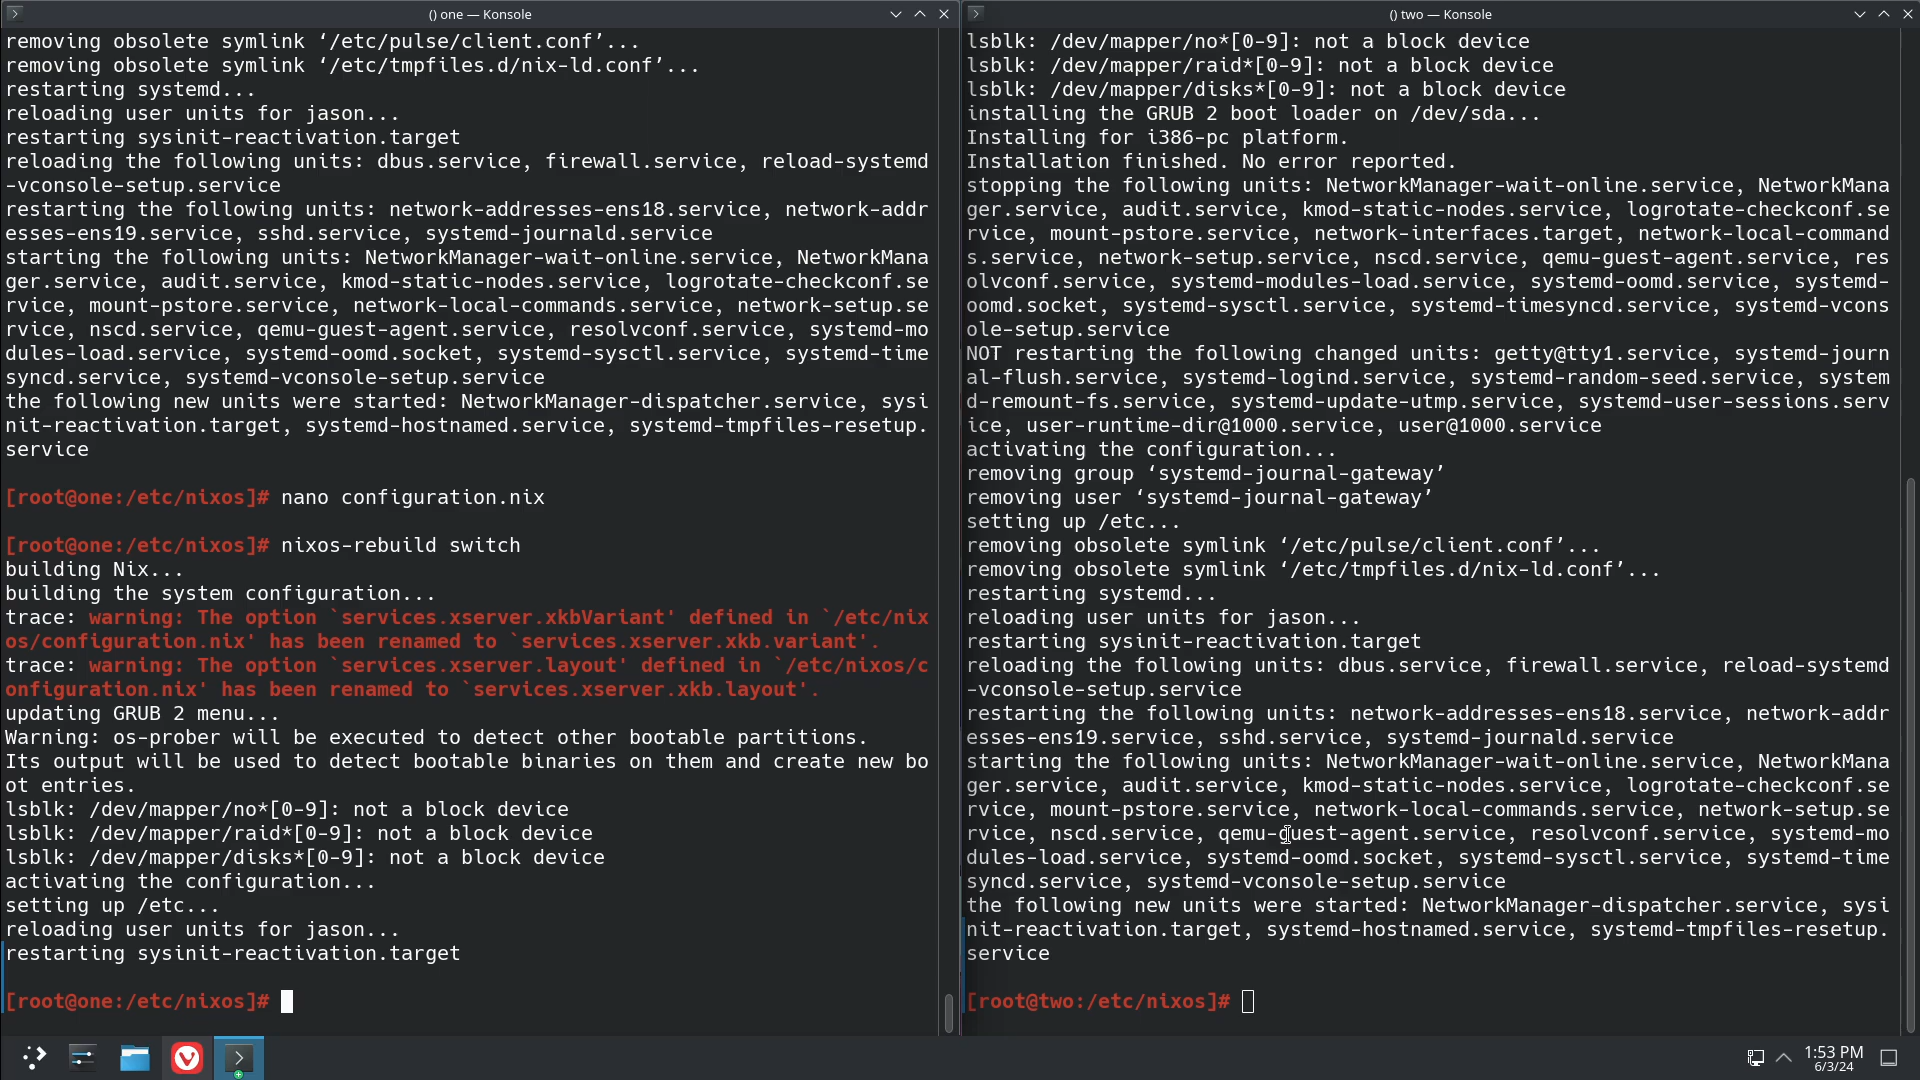 () one — Konsole
removing obsolete symlink ‘/etc/pulse/client.conf’...
removing obsolete symlink ‘/etc/tmpfiles.d/nix-ld.conf’...
restarting systemd...
reloading user units for jason...
restarting sysinit-reactivation.target
reloading the following units: dbus.service, firewall.service, reload-systemd
-vconsole-setup.service
restarting the following units: network-addresses-ens18.service, network-addr
esses-ens19.service, sshd.service, systemd-journald.service
starting the following units: NetworkManager-wait-online.service, NetworkMana
ger.service, audit.service, kmod-static-nodes.service, logrotate-checkconf.se
rvice, mount-pstore.service, network-local-commands.service, network-setup.se
rvice, nscd.service, qemu-guest-agent.service, resolvconf.service, systemd-mo
dules-load.service, systemd-oomd.socket, systemd-sysctl.service, systemd-time
syncd.service, systemd-vconsole-setup.service
the following new units were started: NetworkManager-dispatcher.service, sysi
nit-reactivation.target, systemd-hostnamed.service, systemd-tmpfiles-resetup.
service
[root@one:/etc/nixos]# nano configuration.nix
[root@one:/etc/nixos]# nixos-rebuild switch
building Nix...
building the system configuration...
trace: warning: The option `services.xserver.xkbVariant' defined in `/etc/nix
os/configuration.nix' has been renamed to `services.xserver.xkb.variant'.
trace: warning: The option `services.xserver.layout' defined in `/etc/nixos/c
onfiguration.nix' has been renamed to `services.xserver.xkb.layout'.
updating GRUB 2 menu...
Warning: os-prober will be executed to detect other bootable partitions.
Its output will be used to detect bootable binaries on them and create new bo
ot entries.
lsblk: /dev/mapper/no*[0-9]: not a block device
lsblk: /dev/mapper/raid*[0-9]: not a block device
lsblk: /dev/mapper/disks*[0-9]: not a block device
activating the configuration...
setting up /etc...
reloading user units for jason...
restarting sysinit-reactivation.target
[root@one:/etc/nixos]#
() two — Konsole
lsblk: /dev/mapper/no*[0-9]: not a block device
lsblk: /dev/mapper/raid*[0-9]: not a block device
lsblk: /dev/mapper/disks*[0-9]: not a block device
installing the GRUB 2 boot loader on /dev/sda...
Installing for i386-pc platform.
Installation finished. No error reported.
stopping the following units: NetworkManager-wait-online.service, NetworkMana
ger.service, audit.service, kmod-static-nodes.service, logrotate-checkconf.se
rvice, mount-pstore.service, network-interfaces.target, network-local-command
s.service, network-setup.service, nscd.service, qemu-guest-agent.service, res
olvconf.service, systemd-modules-load.service, systemd-oomd.service, systemd-
oomd.socket, systemd-sysctl.service, systemd-timesyncd.service, systemd-vcons
ole-setup.service
NOT restarting the following changed units: getty@tty1.service, systemd-journ
al-flush.service, systemd-logind.service, systemd-random-seed.service, system
d-remount-fs.service, systemd-update-utmp.service, systemd-user-sessions.serv
ice, user-runtime-dir@1000.service, user@1000.service
activating the configuration...
removing group ‘systemd-journal-gateway’
removing user ‘systemd-journal-gateway’
setting up /etc...
removing obsolete symlink ‘/etc/pulse/client.conf’...
removing obsolete symlink ‘/etc/tmpfiles.d/nix-ld.conf’...
restarting systemd...
reloading user units for jason...
restarting sysinit-reactivation.target
reloading the following units: dbus.service, firewall.service, reload-systemd
-vconsole-setup.service
restarting the following units: network-addresses-ens18.service, network-addr
esses-ens19.service, sshd.service, systemd-journald.service
starting the following units: NetworkManager-wait-online.service, NetworkMana
ger.service, audit.service, kmod-static-nodes.service, logrotate-checkconf.se
rvice, mount-pstore.service, network-local-commands.service, network-setup.se
rvice, nscd.service, qemu-guest-agent.service, resolvconf.service, systemd-mo
dules-load.service, systemd-oomd.socket, systemd-sysctl.service, systemd-time
syncd.service, systemd-vconsole-setup.service
the following new units were started: NetworkManager-dispatcher.service, sysi
nit-reactivation.target, systemd-hostnamed.service, systemd-tmpfiles-resetup.
service
[root@two:/etc/nixos]#
1:53 PM
6/3/24